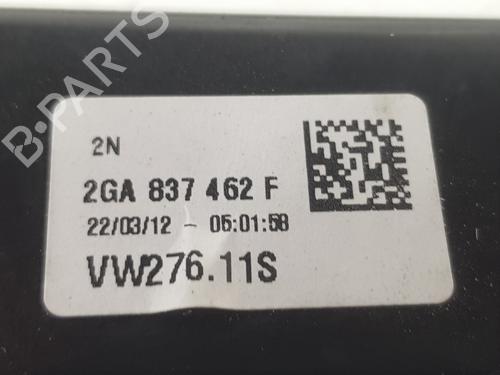 B-PARTS
2N
2GA 837 462 F
22/03/12 - 05:01:58
VW276.11S